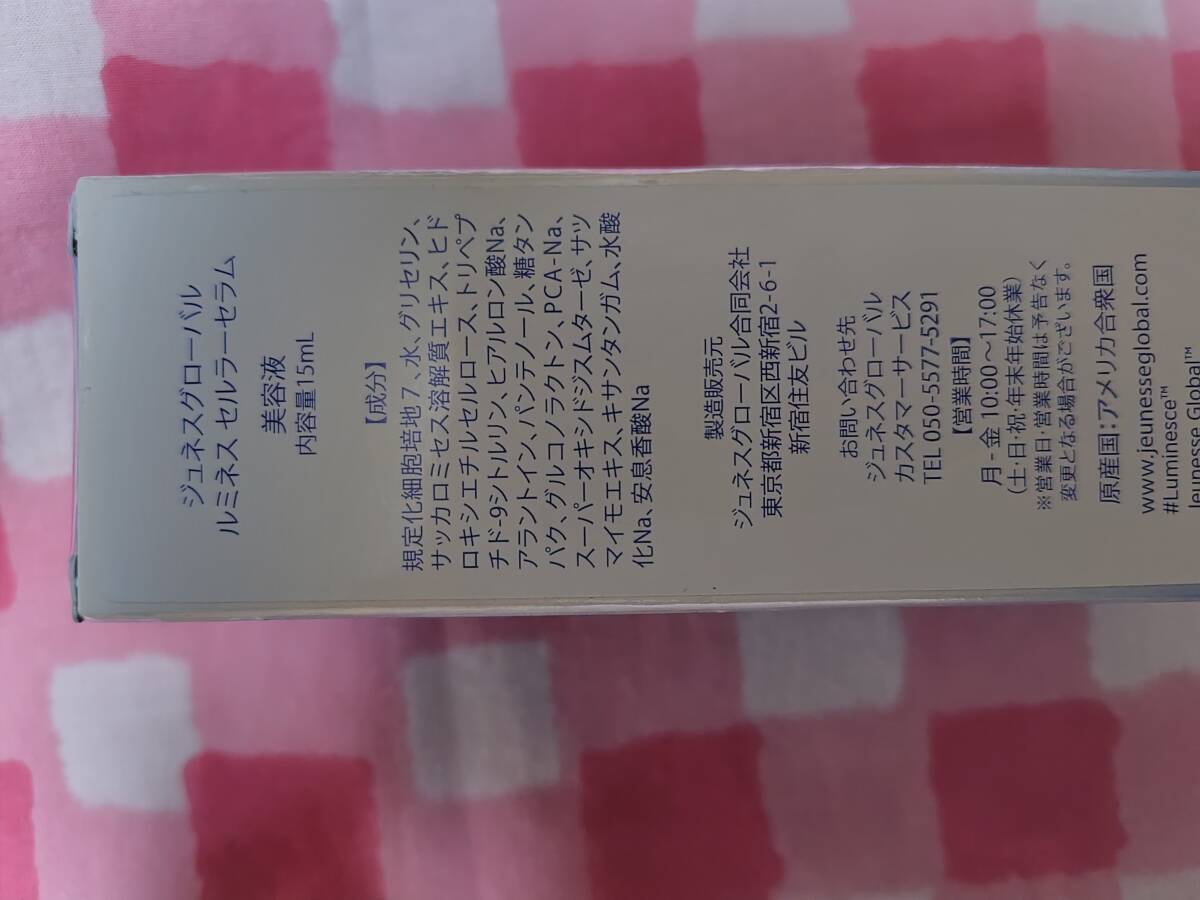 ジュネスグローバル
ルミネス セルラーセラム
美容液
内容量15mL
【成分】
規定化細胞培地7、水、グリセリン、
サッカロミセス溶解質エキス、ヒド
ロキシエチルセルロース、トリペプ
チド-9シトルリン、ヒアルロン酸Na、
アラントイン、パンテノール、糖タン
パク、グルコノラクトン、PCA-Na、
スーパーオキシドジスムターゼ、サッ
マイモエキス、キサンタンガム、水酸
化Na、安息香酸Na
製造販売元
ジュネスグローバル合同会社
東京都新宿区西新宿2-6-1
新宿住友ビル
お問い合わせ先
ジュネスグローバル
カスタマーサービス
TEL 050-5577-5291
【営業時間】
月 - 金 10:00～17:00
（土・日・祝・年末年始休業）
※営業日・営業時間は予告なく
変更となる場合がございます。
原産国：アメリカ合衆国
www.jeunesseglobal.com
#Luminesce™
Jeunesse Global™